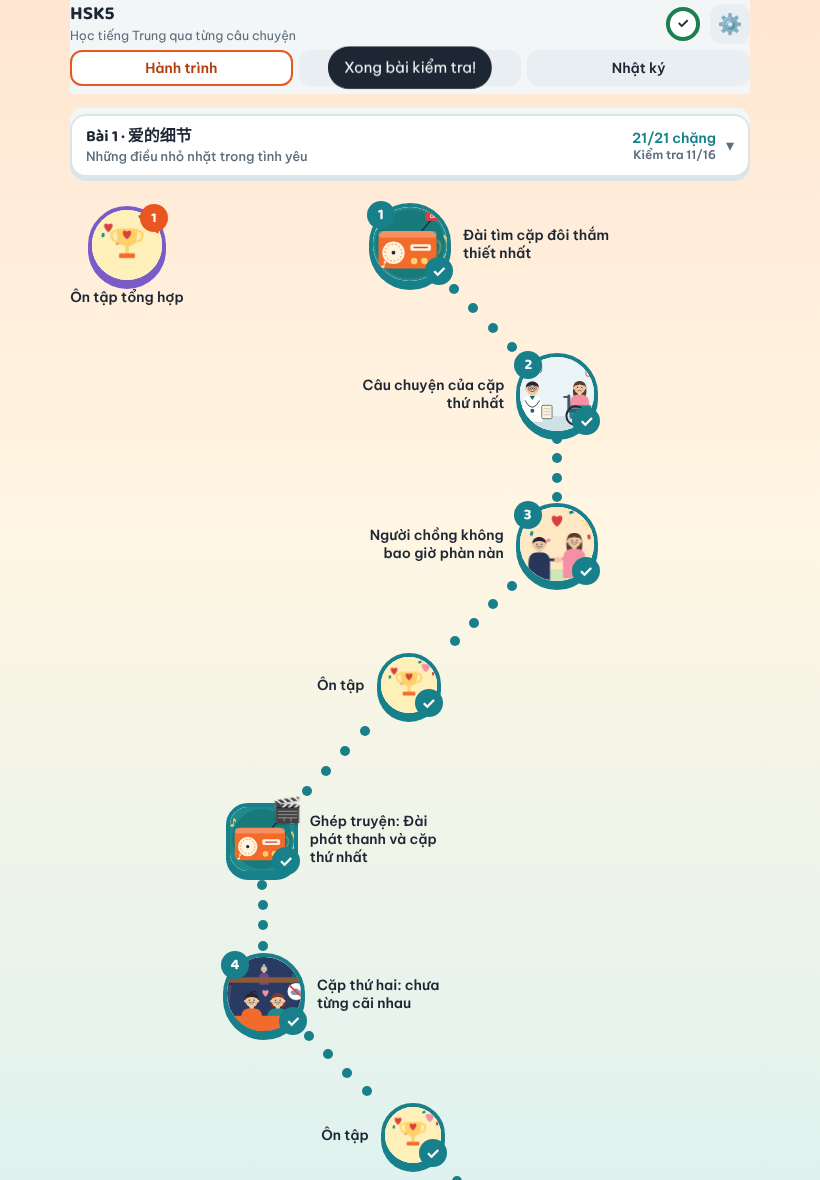 HSK5
Học tiếng Trung qua từng câu chuyện
Hành trình
Xong bài kiểm tra!
Nhật ký
Bài 1 · 爱的细节
Những điều nhỏ nhặt trong tình yêu
21/21 chặng
Kiểm tra 11/16
1
Ôn tập tổng hợp
1
Đài tìm cặp đôi thắm
thiết nhất
2
Câu chuyện của cặp
thứ nhất
3
Người chồng không
bao giờ phàn nàn
Ôn tập
Ghép truyện: Đài
phát thanh và cặp
thứ nhất
4
Cặp thứ hai: chưa
từng cãi nhau
Ôn tập